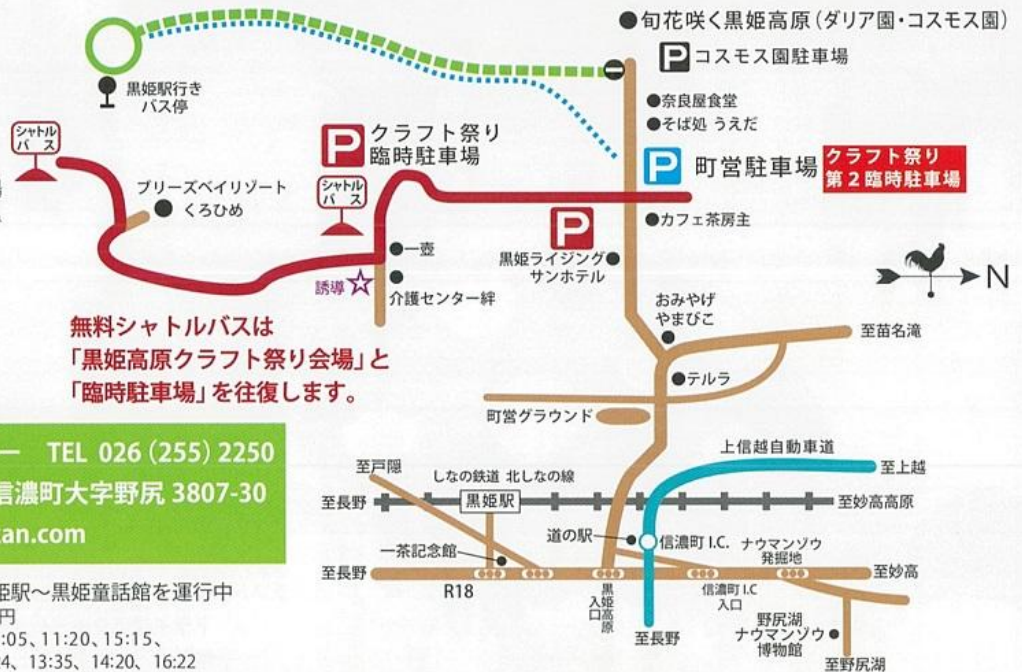 旬花咲く黒姫高原(ダリア園・コスモス園)
P コスモス園駐車場
黒姫駅行き
バス停
奈良屋食堂
そば処 うえだ
シャトル
バス
P クラフト祭り
臨時駐車場
P 町営駐車場
クラフト祭り
第2臨時駐車場
ブリーズベイリゾート
くろひめ
シャトル
バス
カフェ茶房主
P
黒姫ライジング
サンホテル
一壺
誘導
介護センター絆
N
おみやげ
やまびこ
至苗名滝
無料シャトルバスは
「黒姫高原クラフト祭り会場」と
「臨時駐車場」を往復します。
テルラ
町営グラウンド
ー TEL 026 (255) 2250
信濃町大字野尻 3807-30
an.com
上信越自動車道
至上越
至戸隠
しなの鉄道 北しなの線
至長野
黒姫駅
至妙高高原
道の駅
信濃町 I.C.
ナウマンゾウ
発掘地
一茶記念館
至長野
至妙高
R18
黒姫高原
入口
信濃町 I.C
入口
至長野
野尻湖
ナウマンゾウ
博物館
至野尻湖
姫駅~黒姫童話館を運行中
円
:05、11:20、15:15、
4、13:35、14:20、16:22